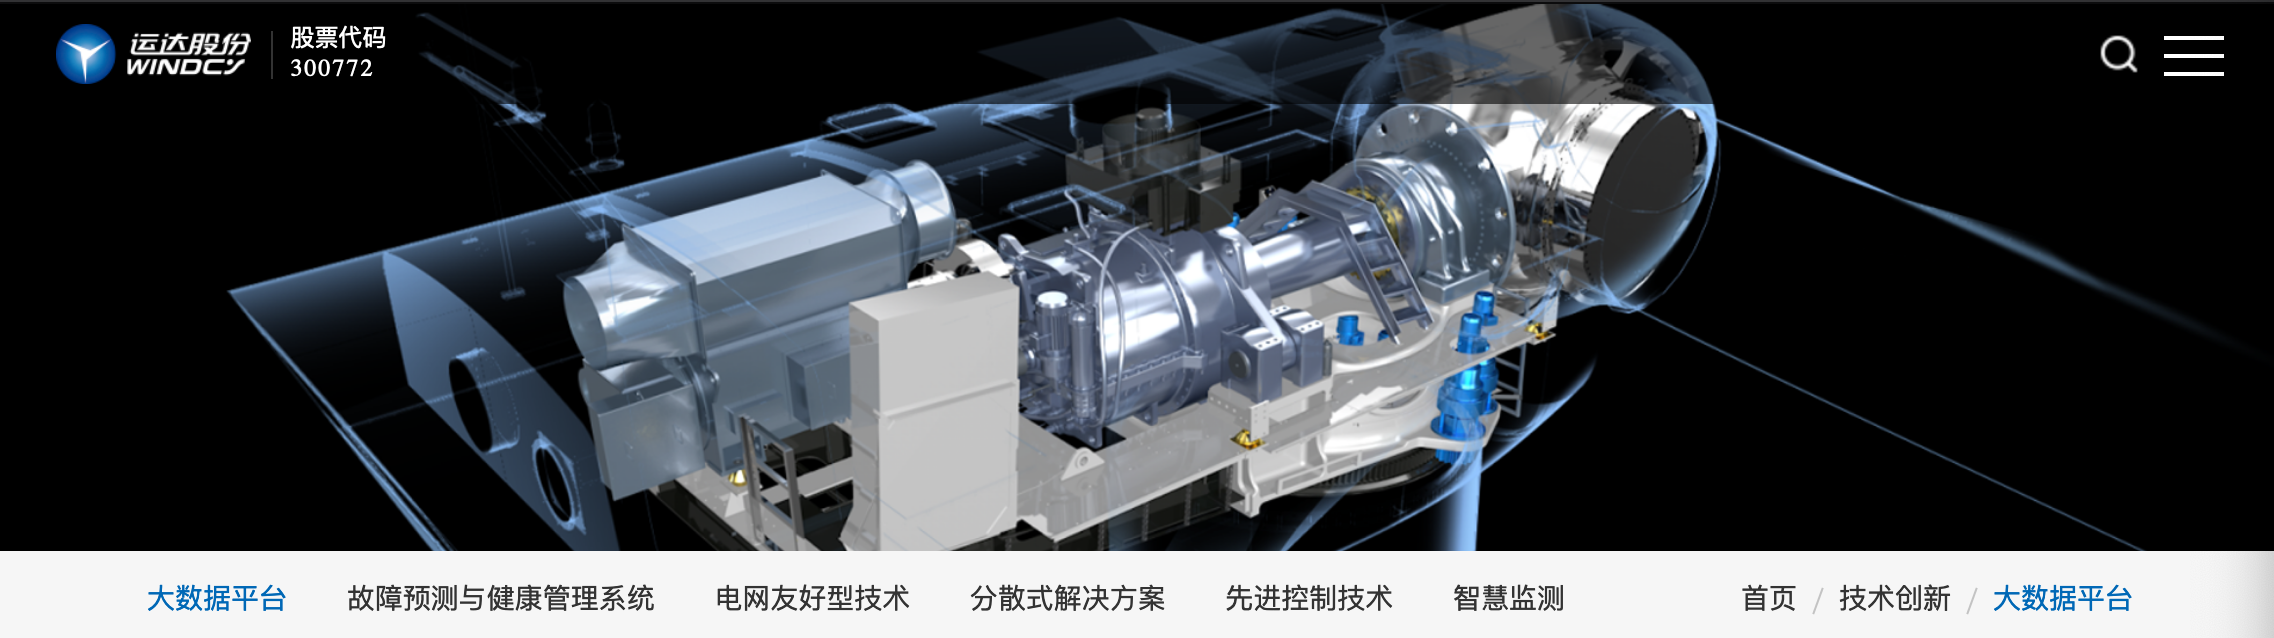 运达股份
WINDEY
股票代码
300772
大数据平台 故障预测与健康管理系统 电网友好型技术 分散式解决方案 先进控制技术 智慧监测 首页 / 技术创新 / 大数据平台